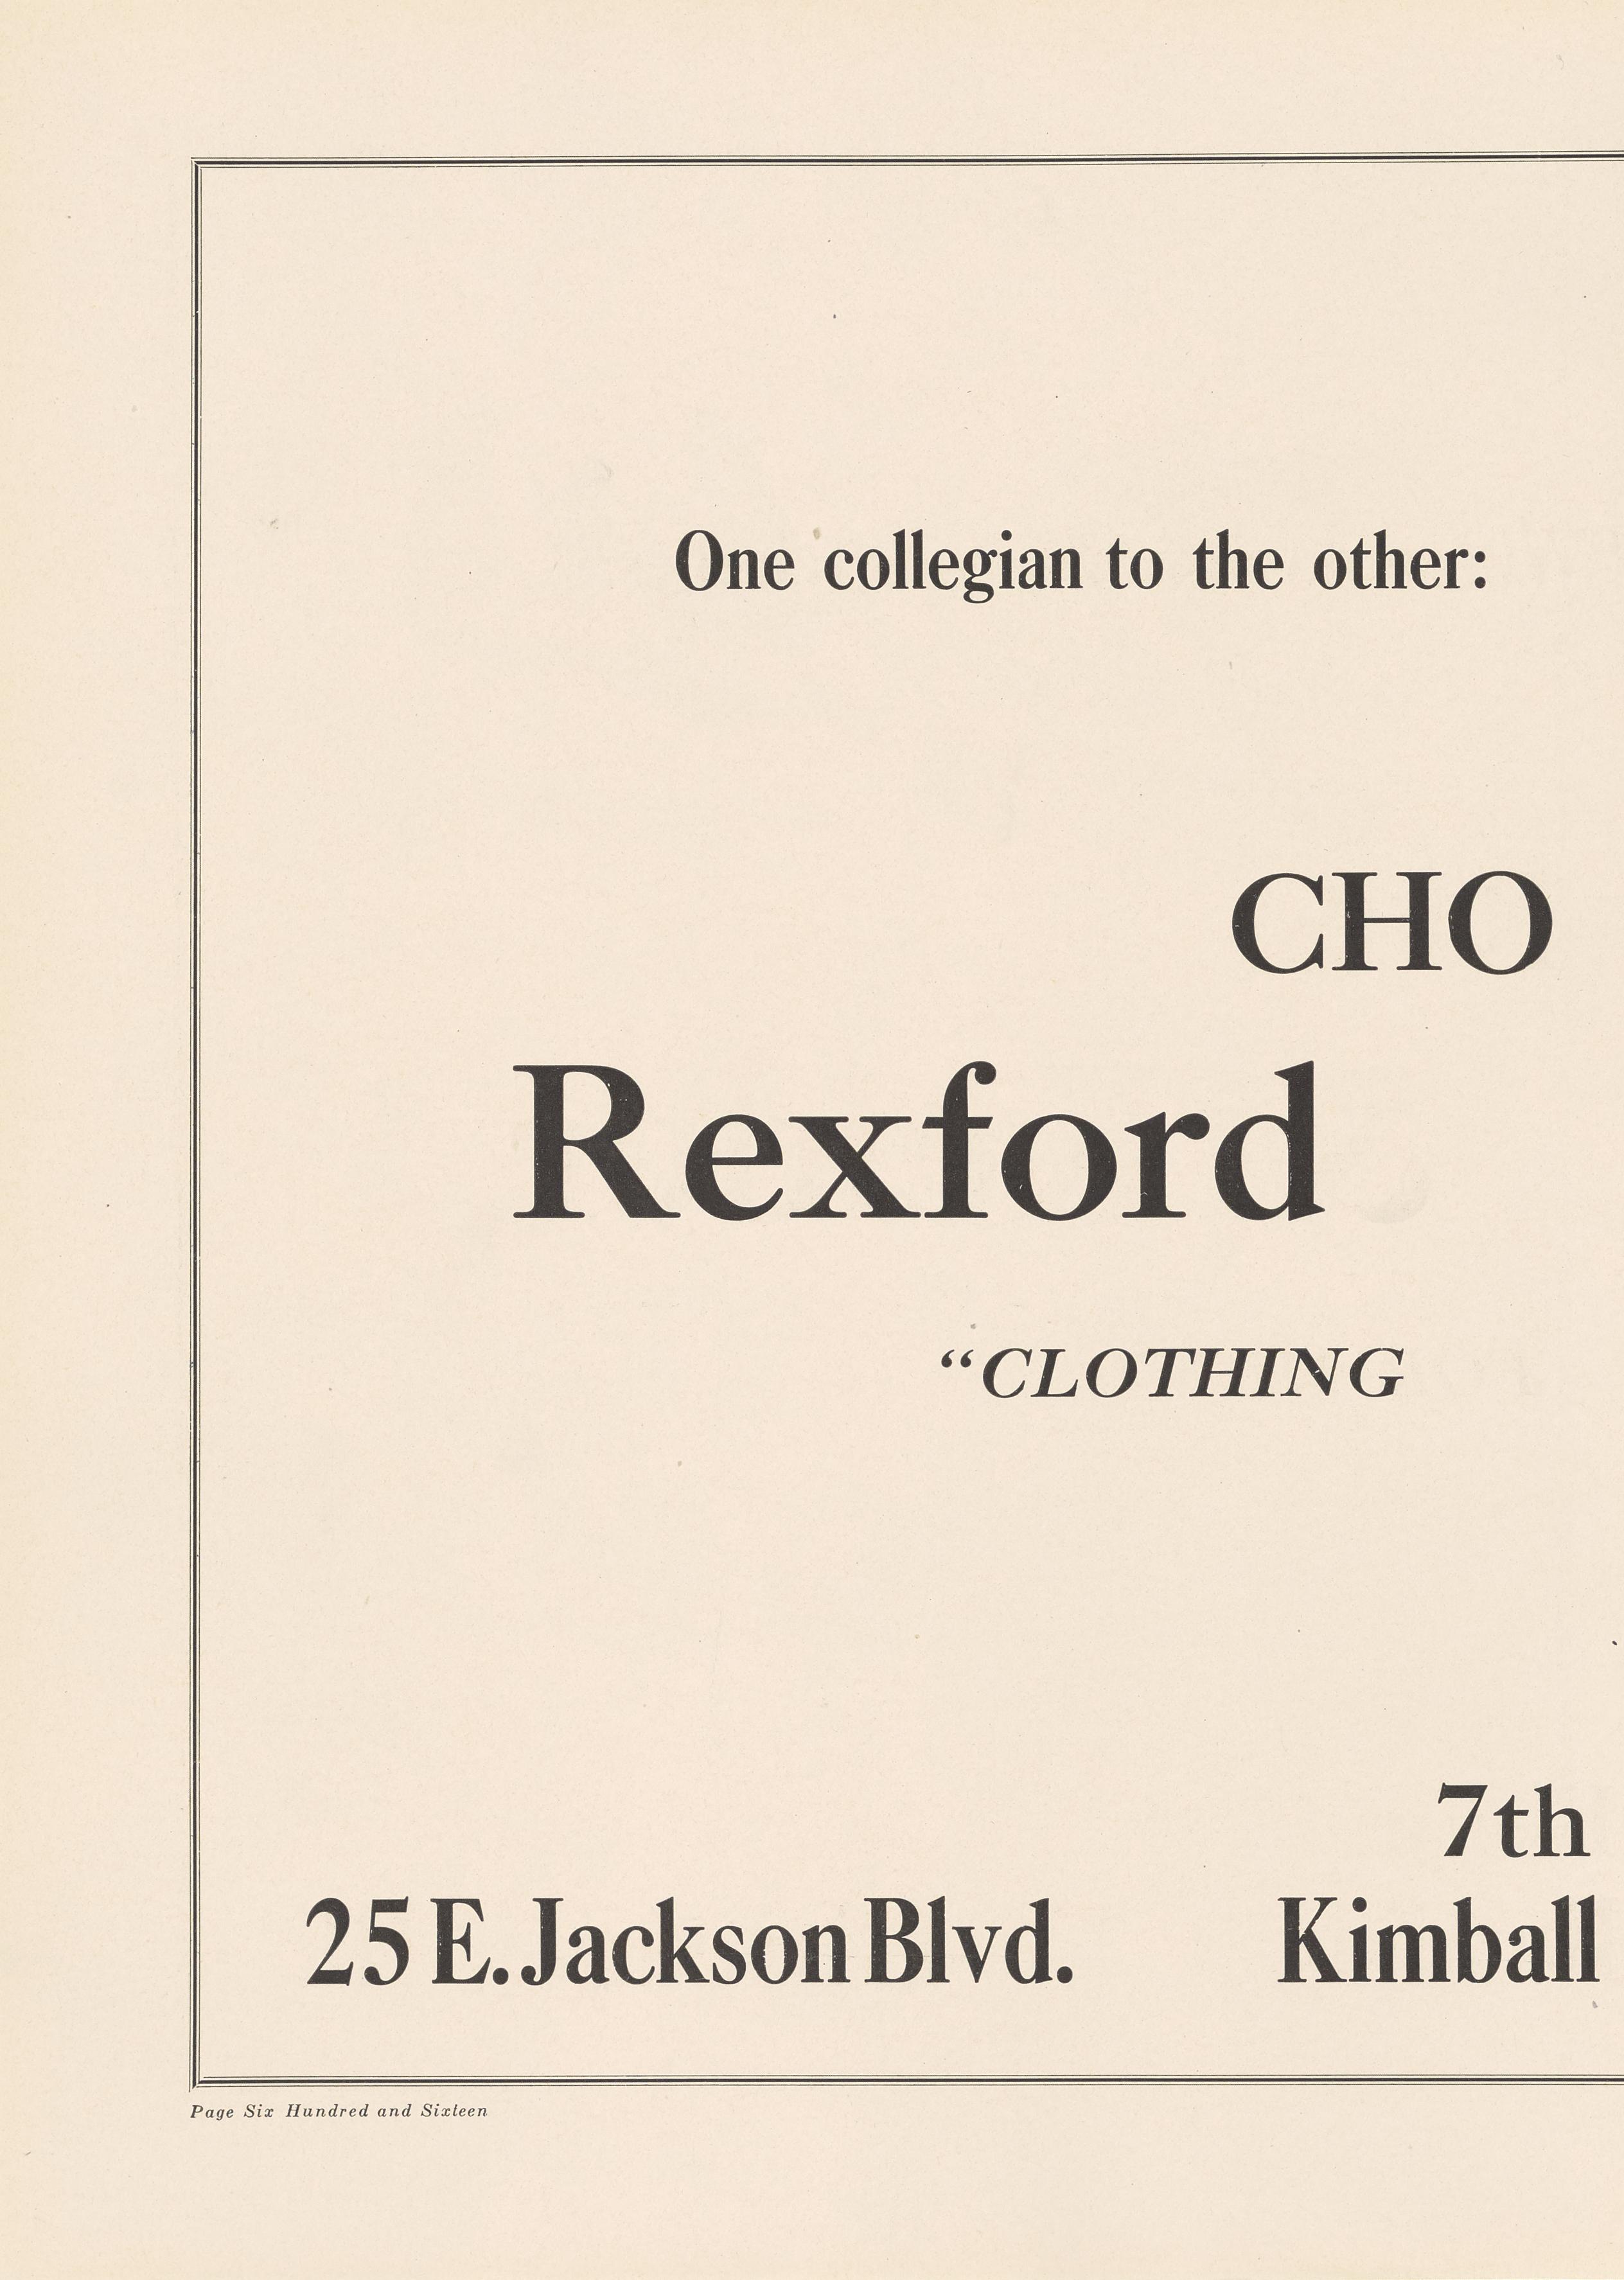 One collegian to the other:
CHO
Rexford
“CLOTHING
7th
25 E. Jackson Blvd. Kimball
Page Six Hundred and Sixteen